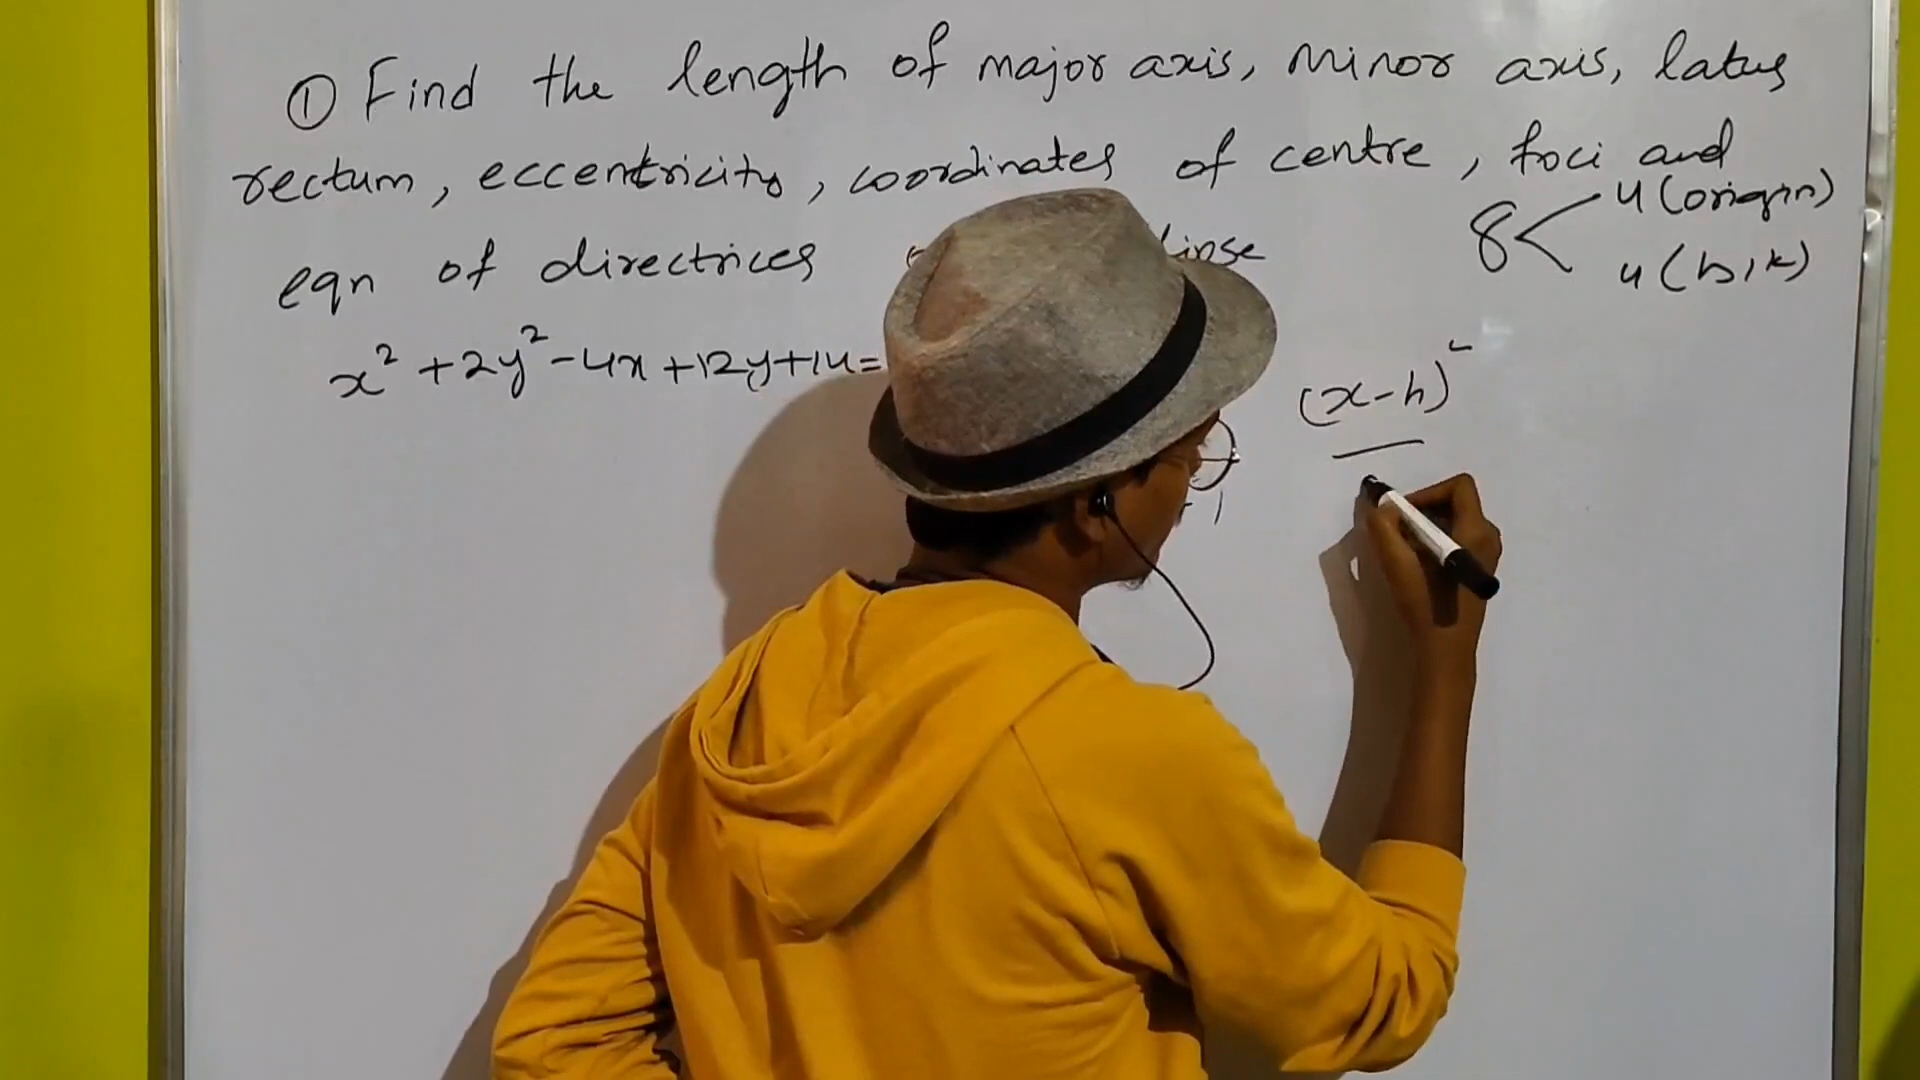 ① Find the length of major axis, minor axis, latus
rectum, eccentricity, coordinates of centre, foci and
eqn of directrices
x² + 2y² - 4x + 12y + 14 =
8 < 4 (origin)
4 (h, k)
(x - h)²